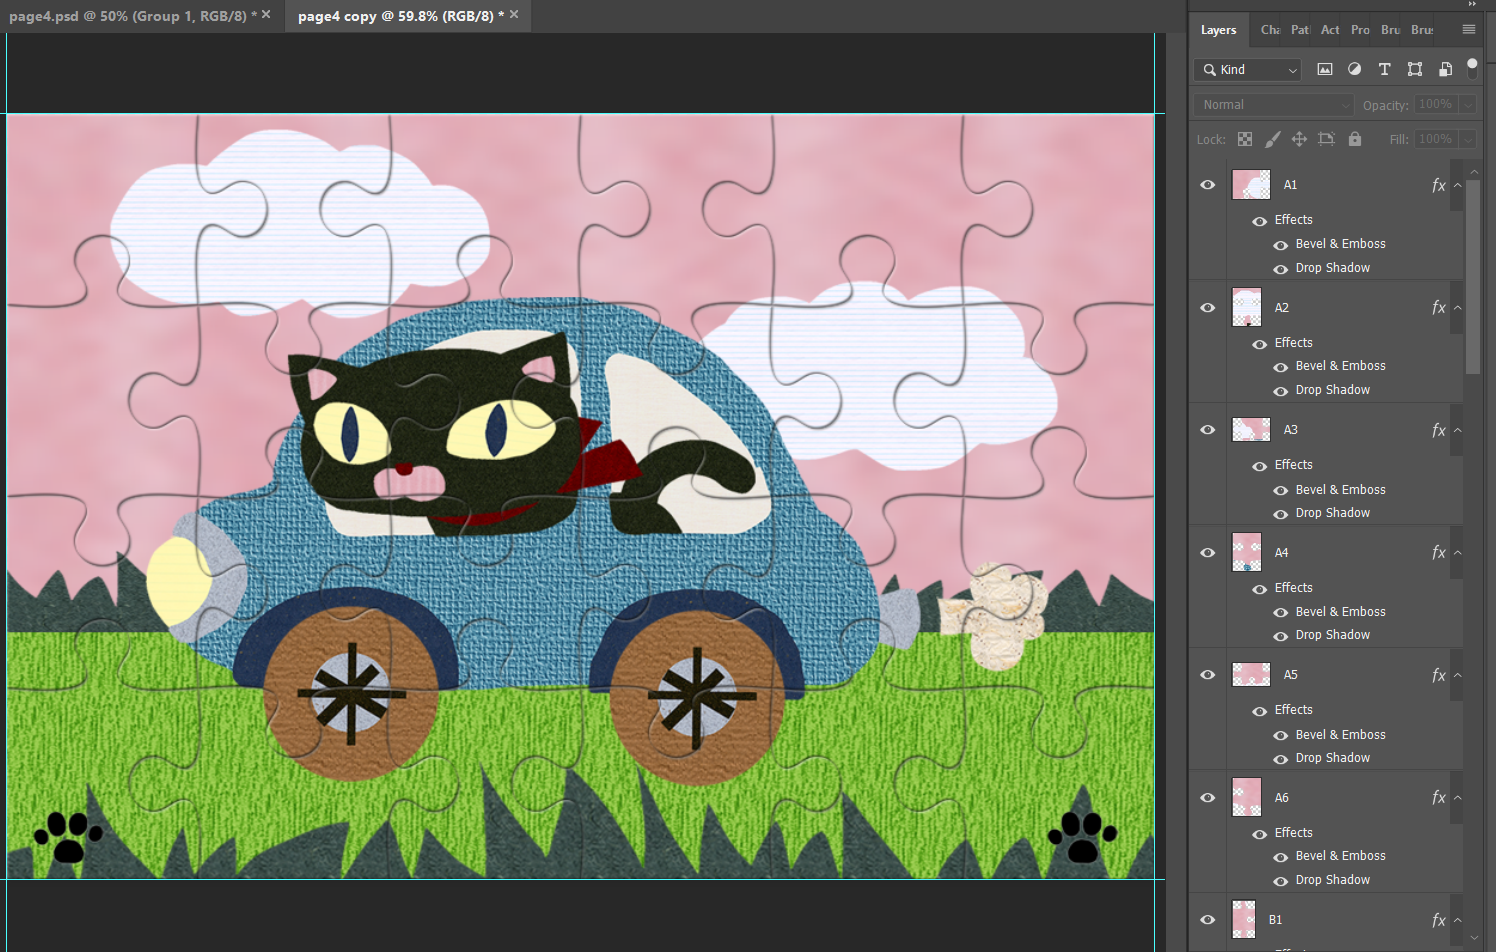 page4.psd @ 50% (Group 1, RGB/8) * ×
page4 copy @ 59.8% (RGB/8) * ×
Layers Cha Pat Act Pro Bru Brus
Kind
Normal Opacity: 100%
Lock: Fill: 100%
A1 fx
Effects
Bevel & Emboss
Drop Shadow
A2 fx
Effects
Bevel & Emboss
Drop Shadow
A3 fx
Effects
Bevel & Emboss
Drop Shadow
A4 fx
Effects
Bevel & Emboss
Drop Shadow
A5 fx
Effects
Bevel & Emboss
Drop Shadow
A6 fx
Effects
Bevel & Emboss
Drop Shadow
B1 fx